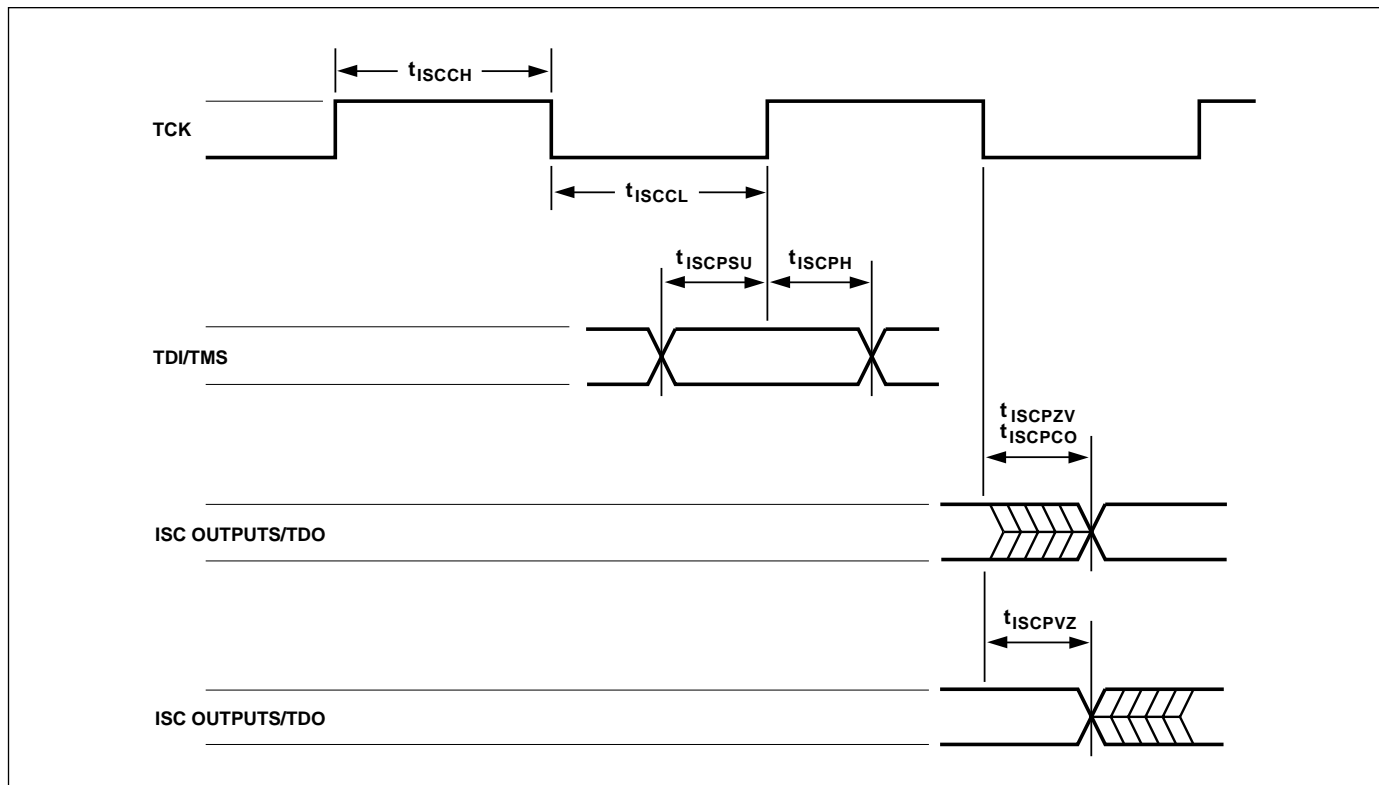 tISCCH
TCK
tISCCL
tISCPSU
tISCPH
TDI/TMS
tISCPZV
tISCPCO
ISC OUTPUTS/TDO
tISCPVZ
ISC OUTPUTS/TDO